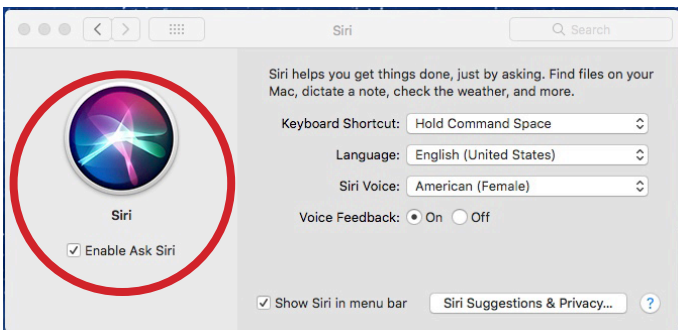 Siri
Search
Siri helps you get things done, just by asking. Find files on your
Mac, dictate a note, check the weather, and more.
Keyboard Shortcut: Hold Command Space
Language: English (United States)
Siri Voice: American (Female)
Siri
Voice Feedback: On Off
Enable Ask Siri
Show Siri in menu bar Siri Suggestions & Privacy... ?